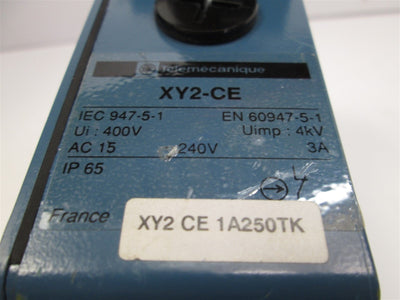 Telemecanique
XY2-CE
IEC 947-5-1 EN 60947-5-1
Ui : 400V Uimp : 4kV
AC 15 240V 3A
IP 65
France
XY2 CE 1A250TK